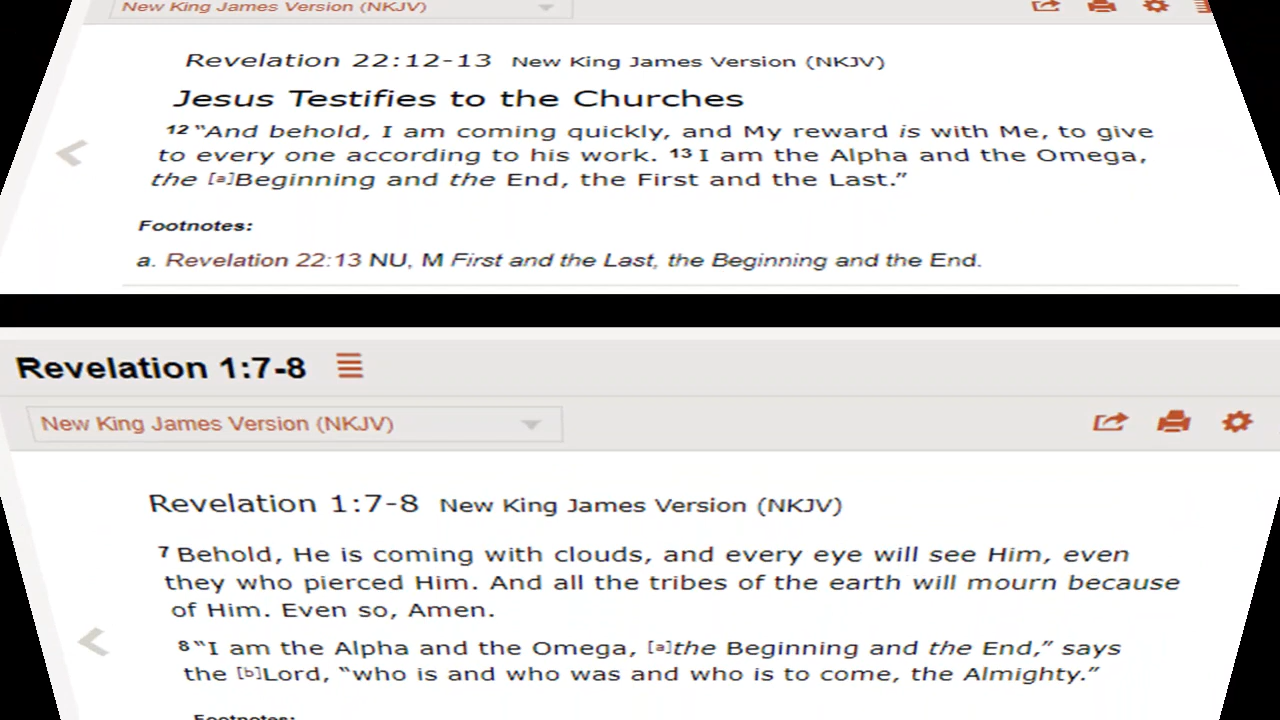 New King James Version (NKJV)
Revelation 22:12-13 New King James Version (NKJV)
Jesus Testifies to the Churches
12 “And behold, I am coming quickly, and My reward is with Me, to give
to every one according to his work. 13 I am the Alpha and the Omega,
the [a]Beginning and the End, the First and the Last.”
Footnotes:
a. Revelation 22:13 NU, M First and the Last, the Beginning and the End.
Revelation 1:7-8
New King James Version (NKJV)
Revelation 1:7-8 New King James Version (NKJV)
7 Behold, He is coming with clouds, and every eye will see Him, even
they who pierced Him. And all the tribes of the earth will mourn because
of Him. Even so, Amen.
8 “I am the Alpha and the Omega, [a]the Beginning and the End,” says
the [b]Lord, “who is and who was and who is to come, the Almighty.”
Footnotes: